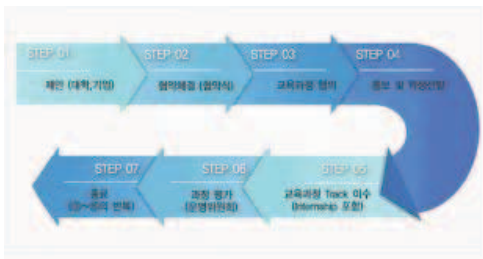 STEP 01
제안 (대학,기업)
STEP 02
협약체결 (협약식)
STEP 03
교육과정 협의
STEP 04
홍보 및 학생선발
STEP 05
교육과정 Track 이수
(Internship 포함)
STEP 06
과정 평가
(운영위원회)
STEP 07
종료
반복)